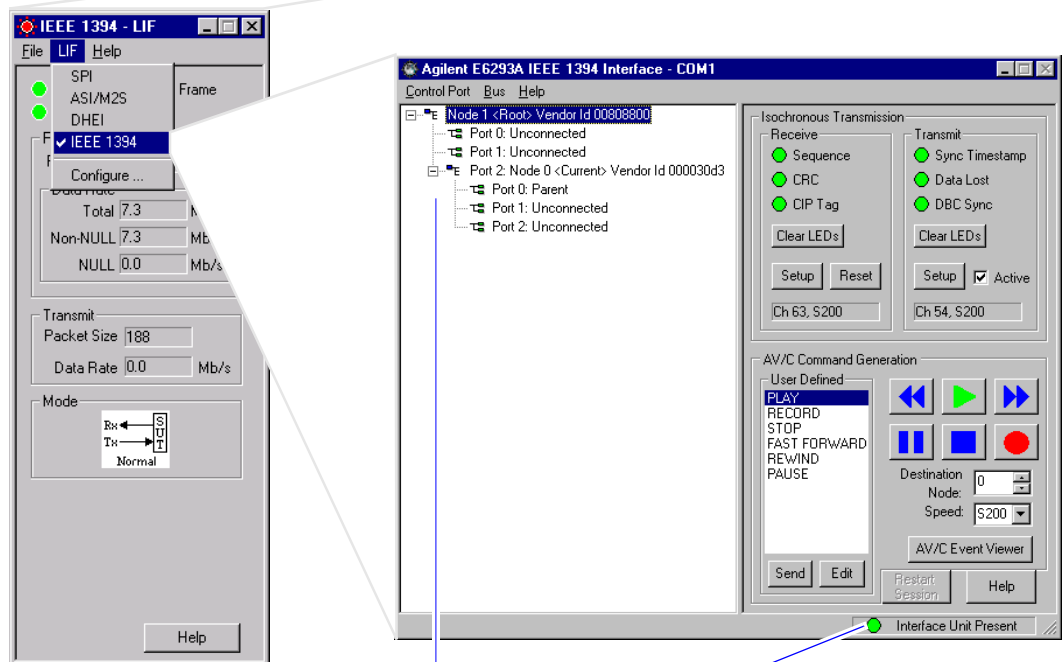 IEEE 1394 - LIF
File LIF Help
SPI
ASI/M2S
DHEI
IEEE 1394
Configure ...
Frame
F
Data Rate
Total 7.3
Non-NULL 7.3 Mb/
NULL 0.0 Mb/s
Transmit
Packet Size 188
Data Rate 0.0 Mb/s
Mode
Rx
Tx
SUT
Normal
Help
Agilent E6293A IEEE 1394 Interface - COM1
Control Port Bus Help
Node 1 <Root> Vendor Id 00808800
Port 0: Unconnected
Port 1: Unconnected
Port 2: Node 0 <Current> Vendor Id 000030d3
Port 0: Parent
Port 1: Unconnected
Port 2: Unconnected
Isochronous Transmission
Receive
Sequence
CRC
CIP Tag
Clear LEDs
Setup Reset
Ch 63, S200
Transmit
Sync Timestamp
Data Lost
DBC Sync
Clear LEDs
Setup Active
Ch 54, S200
AV/C Command Generation
User Defined
PLAY
RECORD
STOP
FAST FORWARD
REWIND
PAUSE
Send Edit
Destination Node: 0
Speed: S200
AV/C Event Viewer
Restart Session
Help
Interface Unit Present